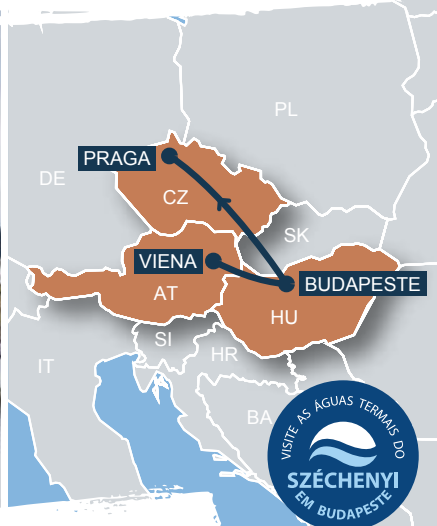 PL
PRAGA
DE
CZ
SK
VIENA
AT
BUDAPESTE
HU
SI
HR
IT
BA
VISITE AS ÁGUAS TERMAIS DO
SZÉCHENYI
EM BUDAPESTE